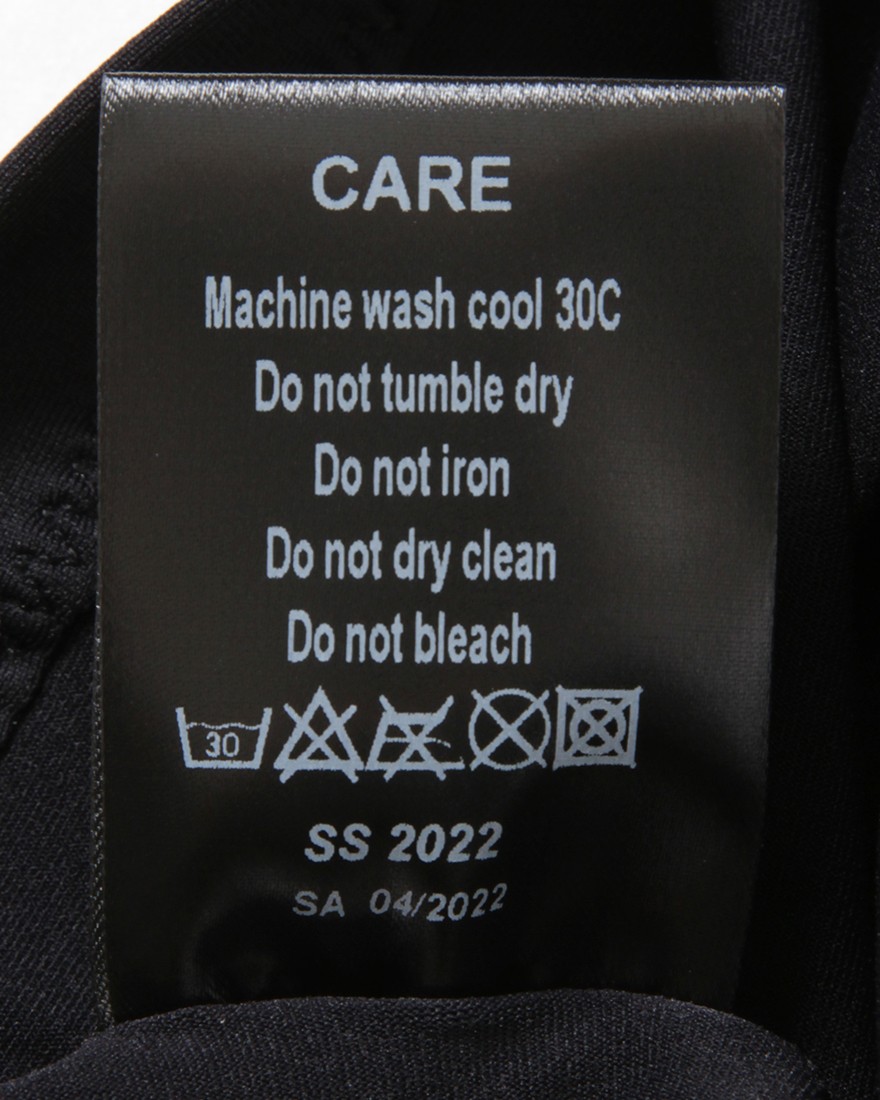 CARE
Machine wash cool 30C
Do not tumble dry
Do not iron
Do not dry clean
Do not bleach
30
SS 2022
SA 04/2022